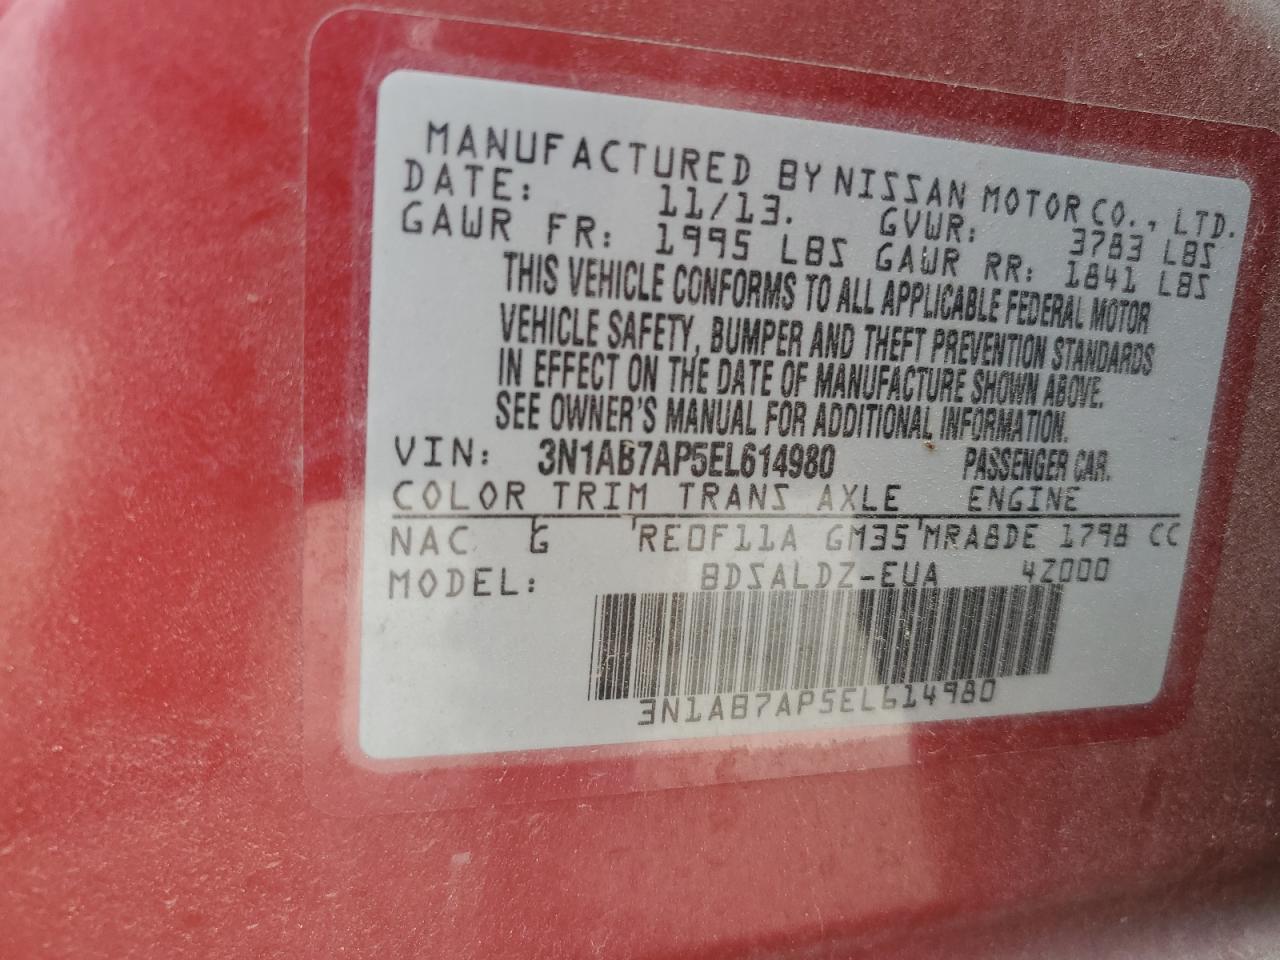 MANUFACTURED BY NISSAN MOTOR CO., LTD.
DATE: 11/13. GVWR: 3783 LBS
GAWR FR: 1995 LBS GAWR RR: 1841 LBS
THIS VEHICLE CONFORMS TO ALL APPLICABLE FEDERAL MOTOR
VEHICLE SAFETY, BUMPER AND THEFT PREVENTION STANDARDS
IN EFFECT ON THE DATE OF MANUFACTURE SHOWN ABOVE.
SEE OWNER'S MANUAL FOR ADDITIONAL INFORMATION.
VIN: 3N1AB7AP5EL614980 PASSENGER CAR.
COLOR TRIM TRANS AXLE ENGINE
NAC G RE0F11A GM35 MRA8DE 1798 CC
MODEL: BDSALDZ-EUA 4Z000
3N1AB7AP5EL614980